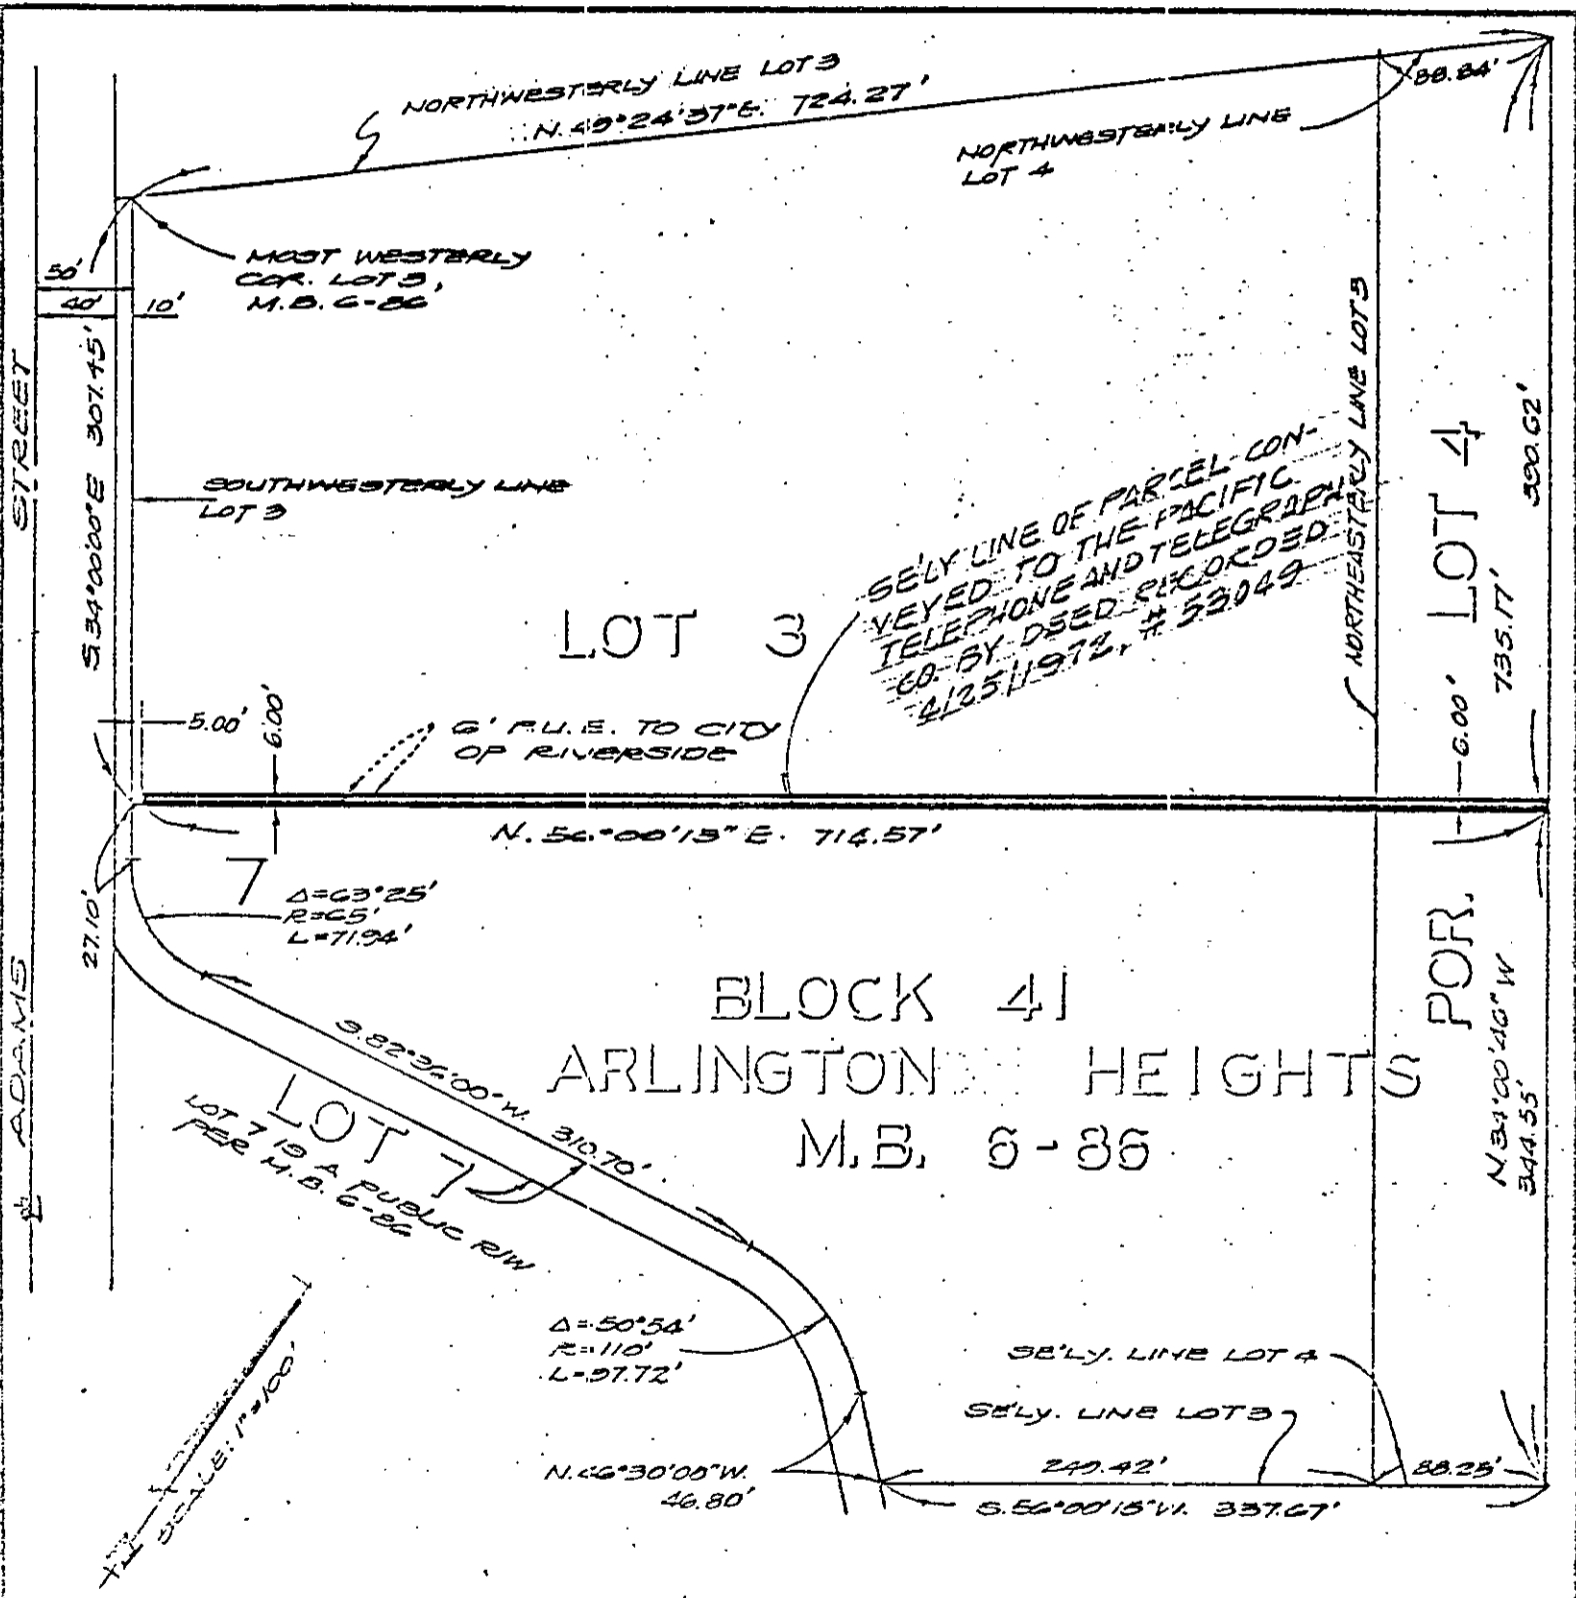 NORTHWESTERLY LINE LOT 3
N. 49°24'37"E. 724.27'
88.84'
NORTHWESTERLY LINE
LOT 4
MOST WESTERLY
COR. LOT 3,
M.B. 6-86
50'
40'
10'
STREET
S.34°00'00"E 307.45'
SOUTHWESTERLY LINE
LOT 3
NORTHEASTERLY LINE LOT 3
SE'LY LINE OF PARCEL CON-
VEYED TO THE PACIFIC
TELEPHONE AND TELEGRAPH
CO. BY DEED RECORDED
4/25/1972, # 53049
LOT 3
LOT 4
390.62'
735.17'
5.00'
6.00'
6' P.U.E. TO CITY
OF RIVERSIDE
6.00'
N. 56°00'15" E. 714.57'
7
27.10'
Δ=63°25'
R=65'
L=71.94'
POR.
N34°00'46"W
344.55'
BLOCK 41
ARLINGTON HEIGHTS
M.B. 6-86
ADAMS
S.82°36'00"W. 310.70'
LOT 7
LOT 7 IS A PUBLIC R/W
PER M.B. 6-86
Δ=50°54'
R=110'
L=97.72'
SE'LY. LINE LOT 4
SE'LY. LINE LOT 3
249.42'
88.25'
S.56°00'15"W. 337.67'
46.80'
SCALE: 1"=100'